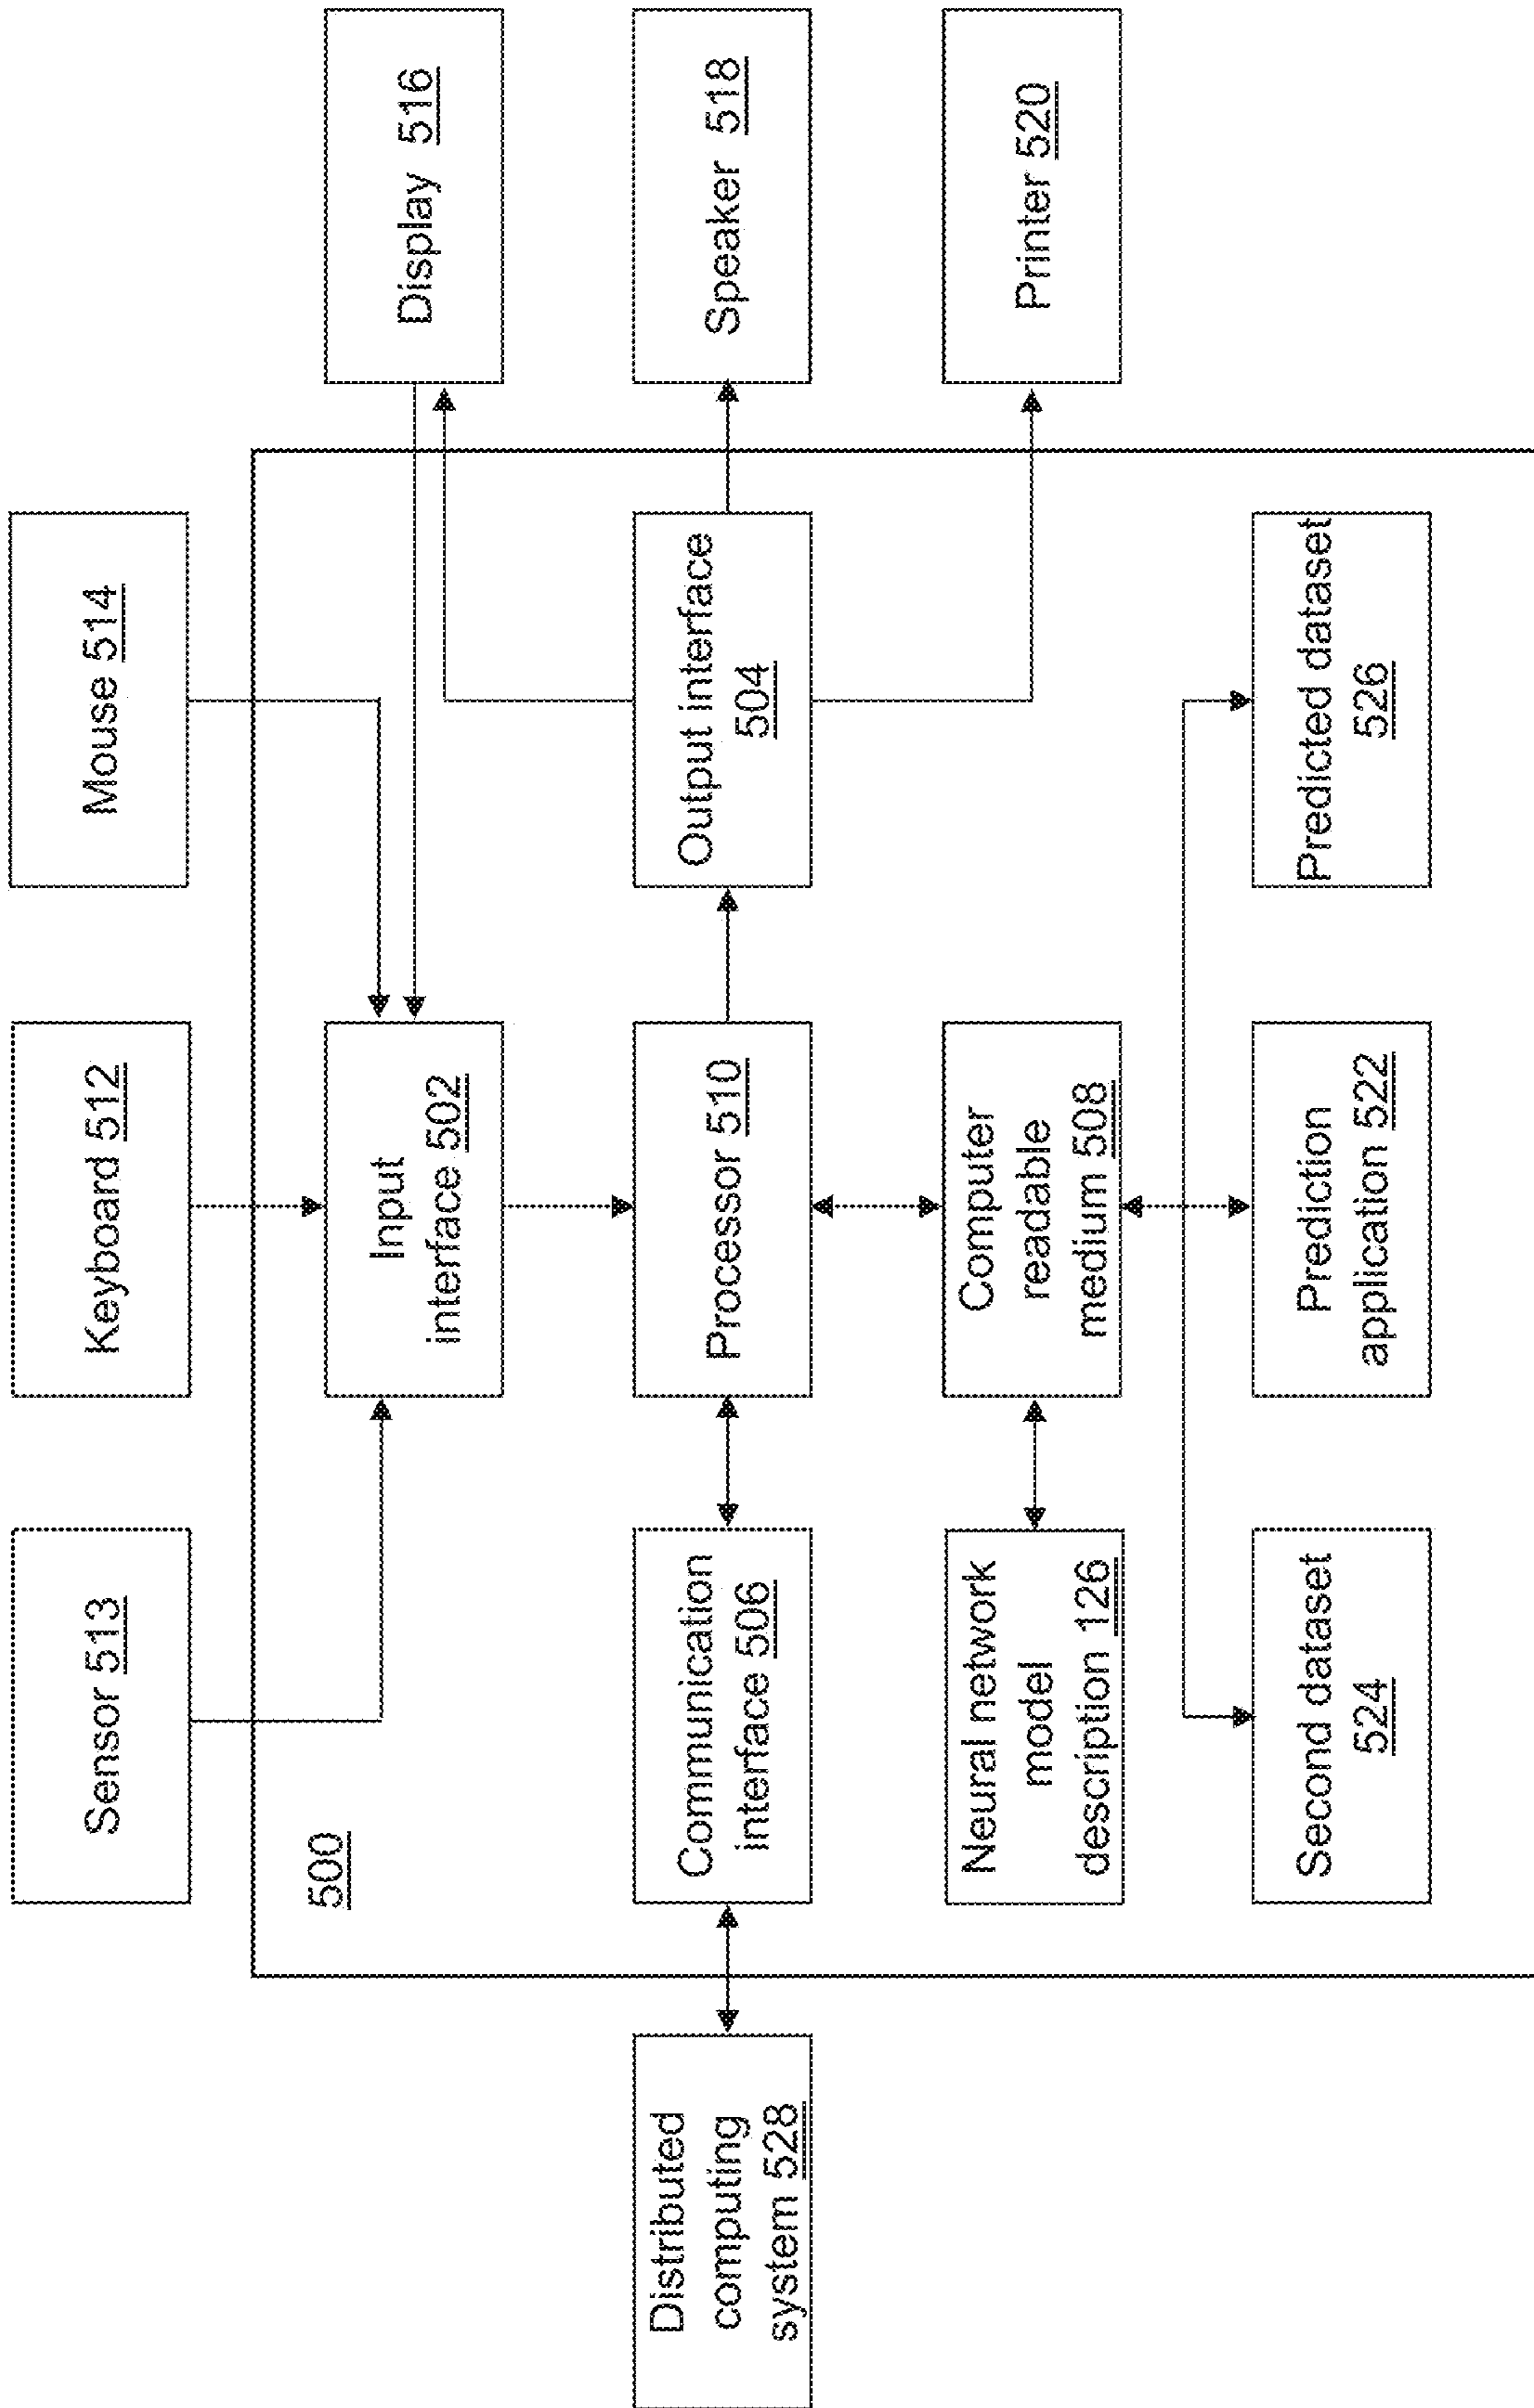 Sensor 513
Keyboard 512
Mouse 514
500
Input
interface 502
Display 516
Distributed
computing
system 528
Communication
interface 506
Processor 510
Output interface
504
Speaker 518
Neural network
model
description 126
Computer
readable
medium 508
Printer 520
Second dataset
524
Prediction
application 522
Predicted dataset
526